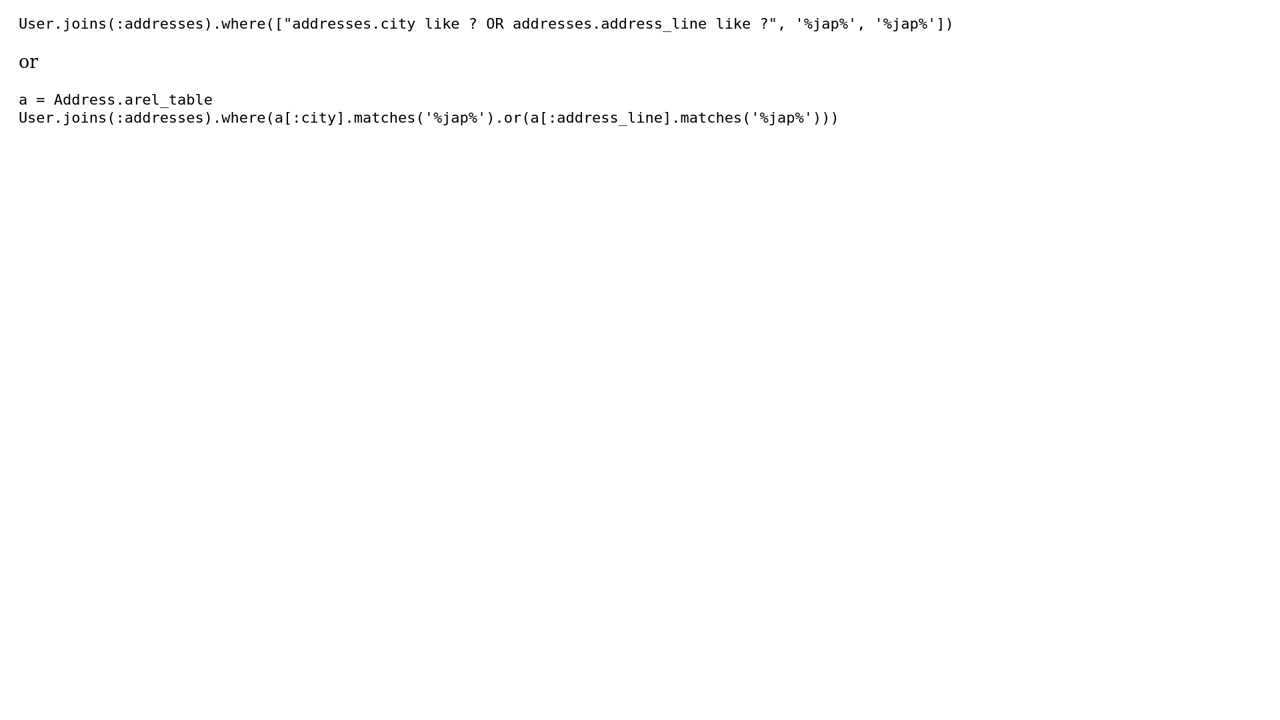 User.joins(:addresses).where(["addresses.city like ? OR addresses.address_line like ?", '%jap%', '%jap%'])
or
a = Address.arel_table
User.joins(:addresses).where(a[:city].matches('%jap%').or(a[:address_line].matches('%jap%')))